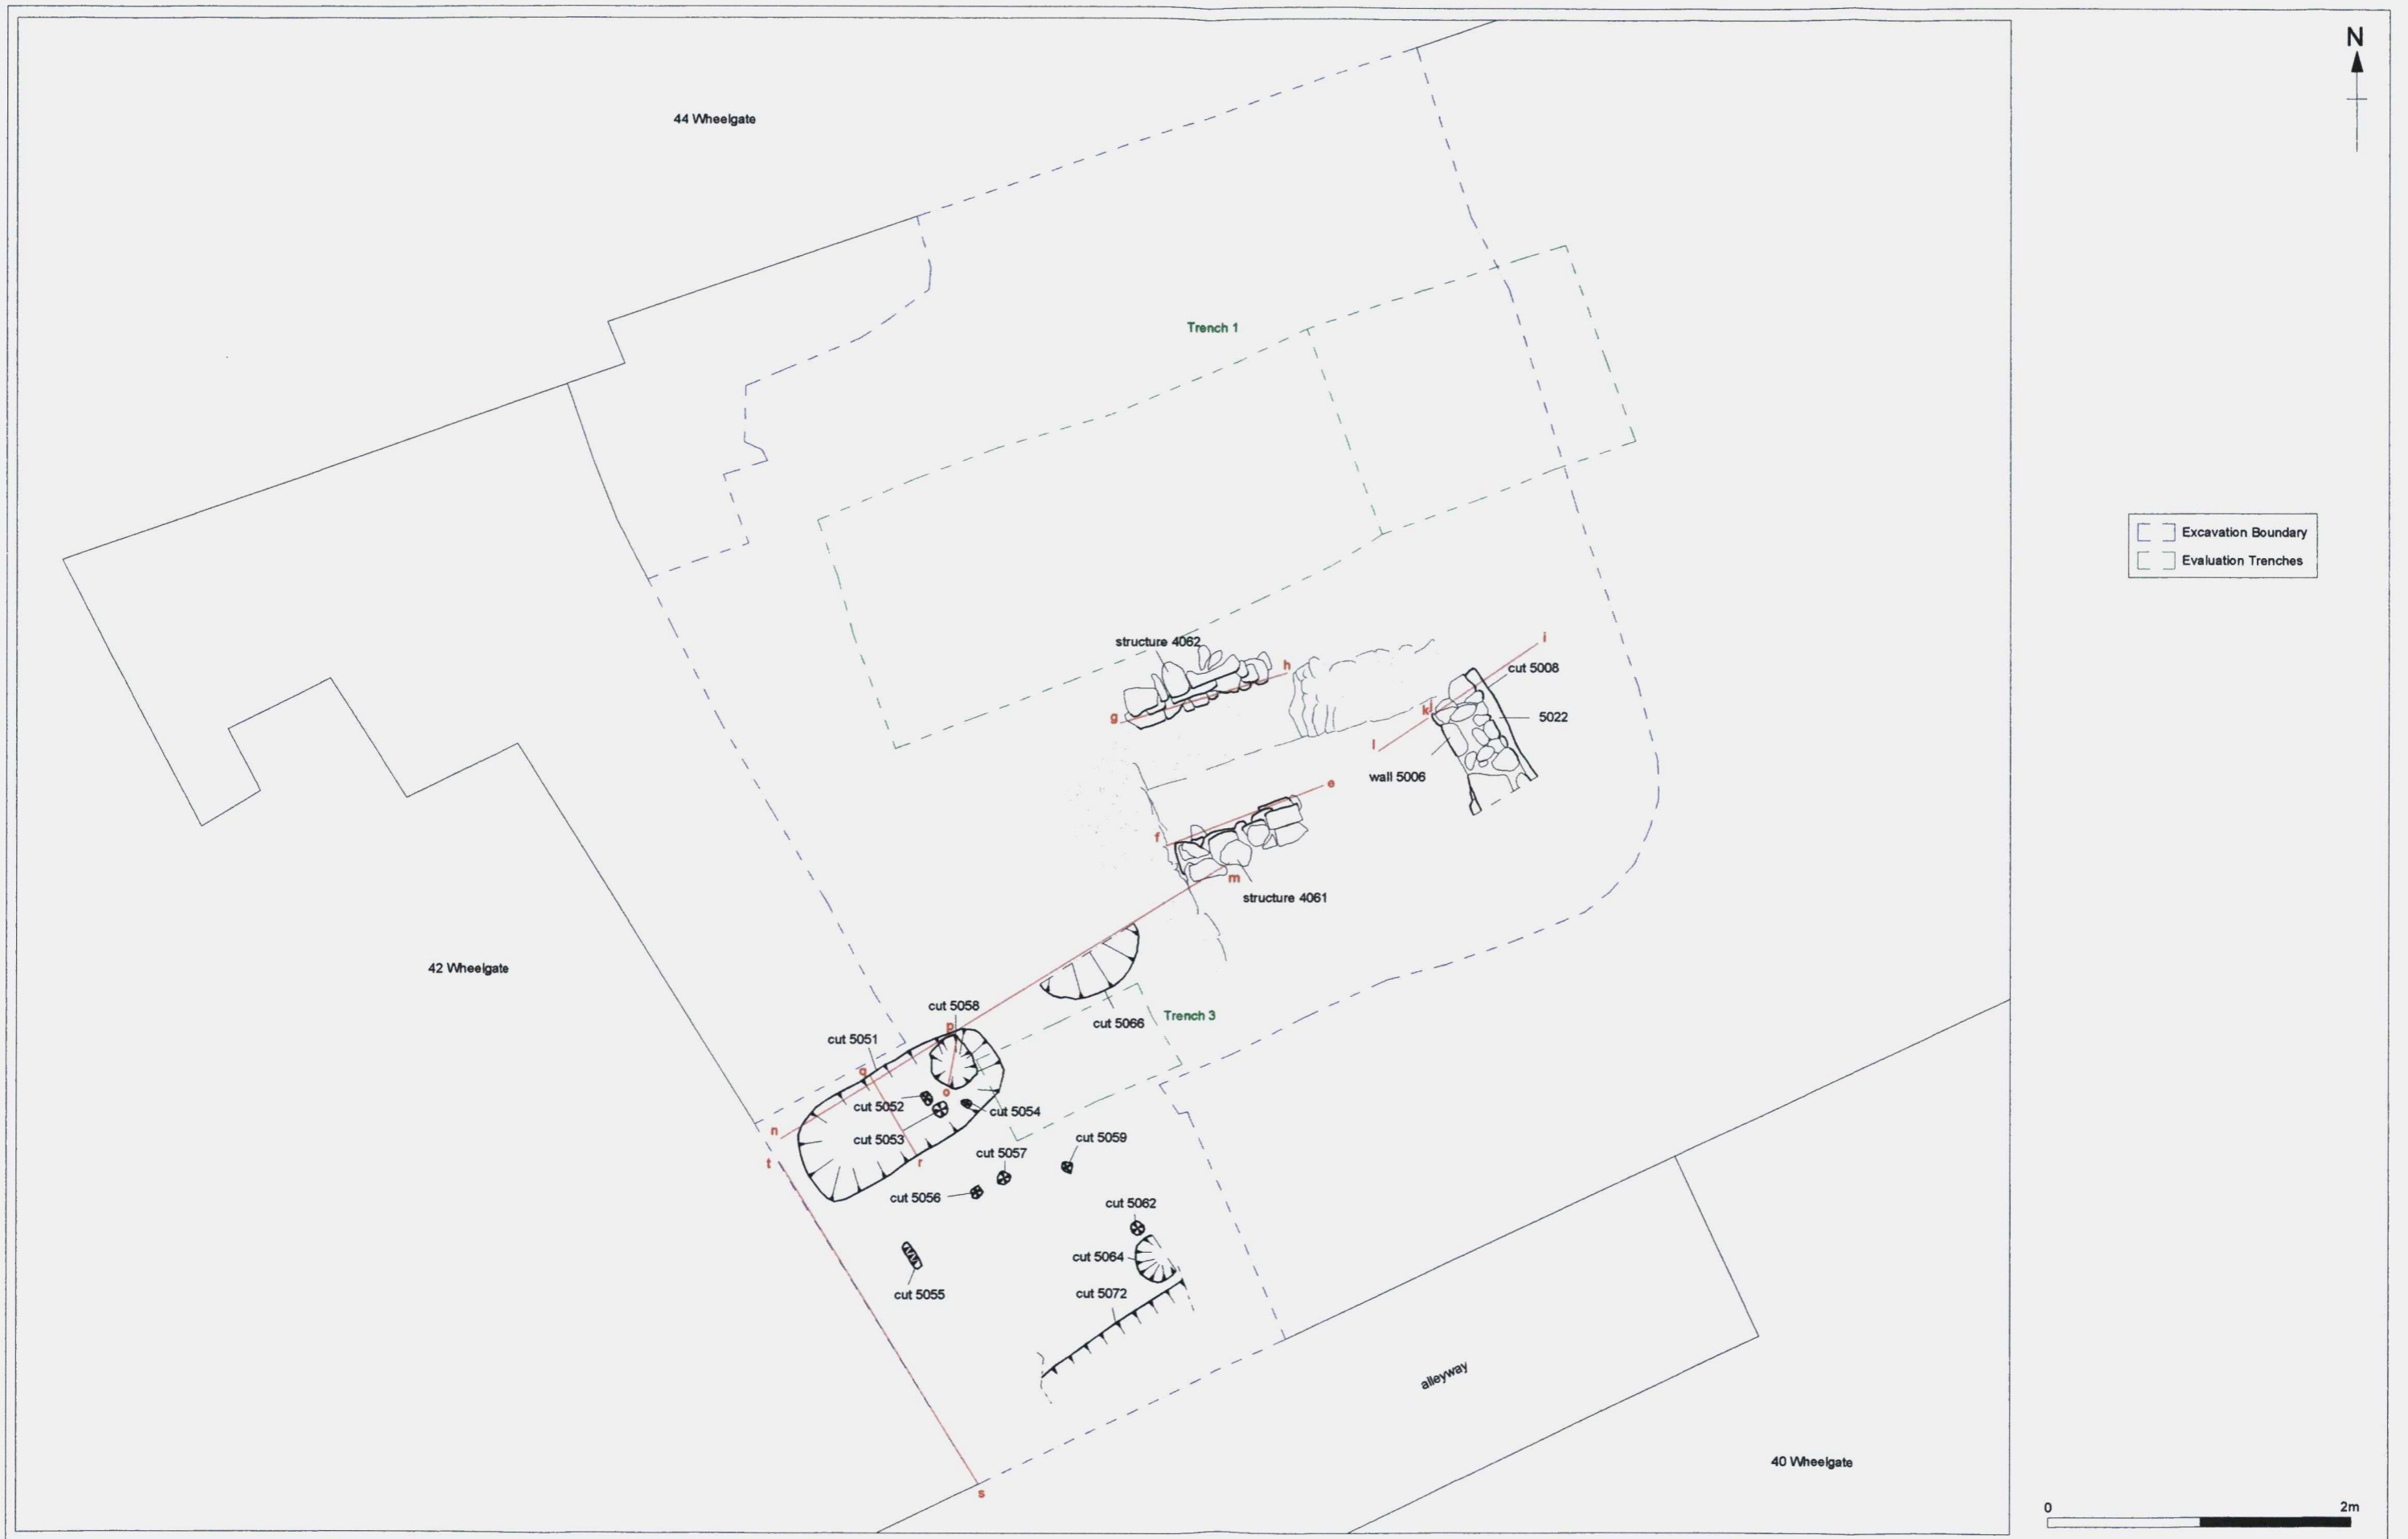 N
44 Wheelgate
Trench 1
Excavation Boundary
Evaluation Trenches
structure 4062
h
i
cut 5008
g
k
j
5022
l
wall 5006
e
f
m
structure 4061
42 Wheelgate
cut 5058
Trench 3
cut 5066
p
cut 5051
q
o
cut 5052
cut 5054
n
cut 5053
cut 5059
t
r
cut 5057
cut 5056
cut 5062
cut 5064
cut 5055
cut 5072
alleyway
40 Wheelgate
s
0 2m